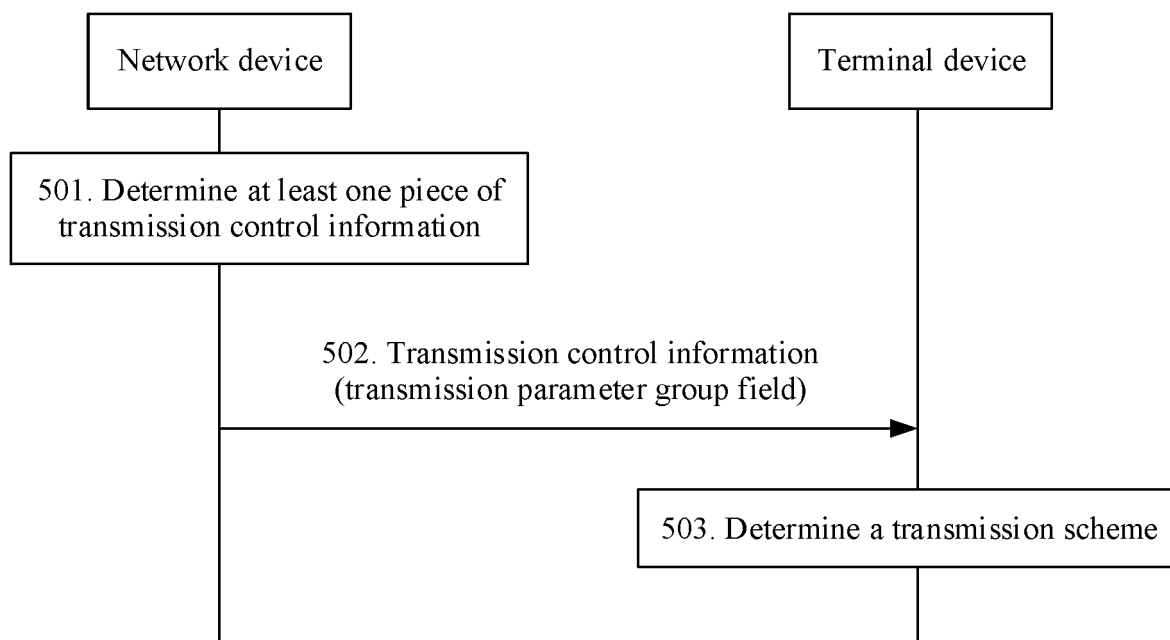 Network device
Terminal device
501. Determine at least one piece of
transmission control information
502. Transmission control information
(transmission parameter group field)
503. Determine a transmission scheme